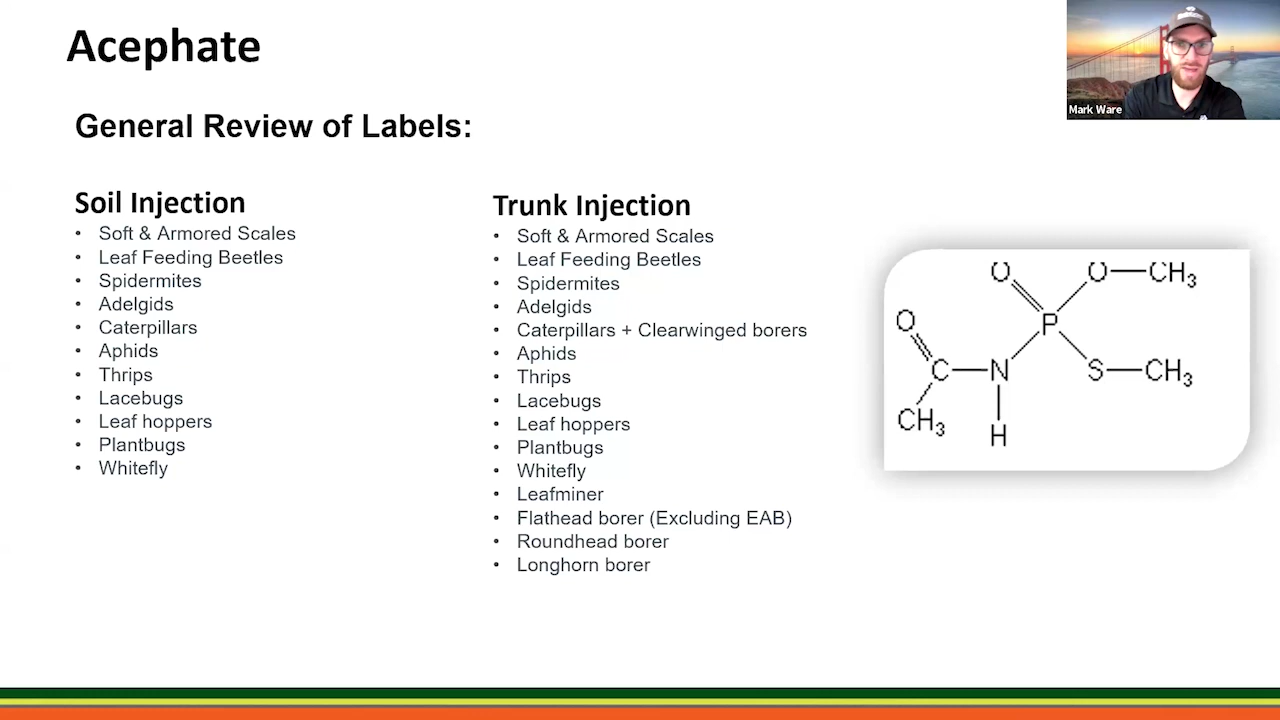 Acephate
Mark Ware
General Review of Labels:
Soil Injection
• Soft & Armored Scales
• Leaf Feeding Beetles
• Spidermites
• Adelgids
• Caterpillars
• Aphids
• Thrips
• Lacebugs
• Leaf hoppers
• Plantbugs
• Whitefly
Trunk Injection
• Soft & Armored Scales
• Leaf Feeding Beetles
• Spidermites
• Adelgids
• Caterpillars + Clearwinged borers
• Aphids
• Thrips
• Lacebugs
• Leaf hoppers
• Plantbugs
• Whitefly
• Leafminer
• Flathead borer (Excluding EAB)
• Roundhead borer
• Longhorn borer
O O CH3
O P
C N S CH3
CH3 H